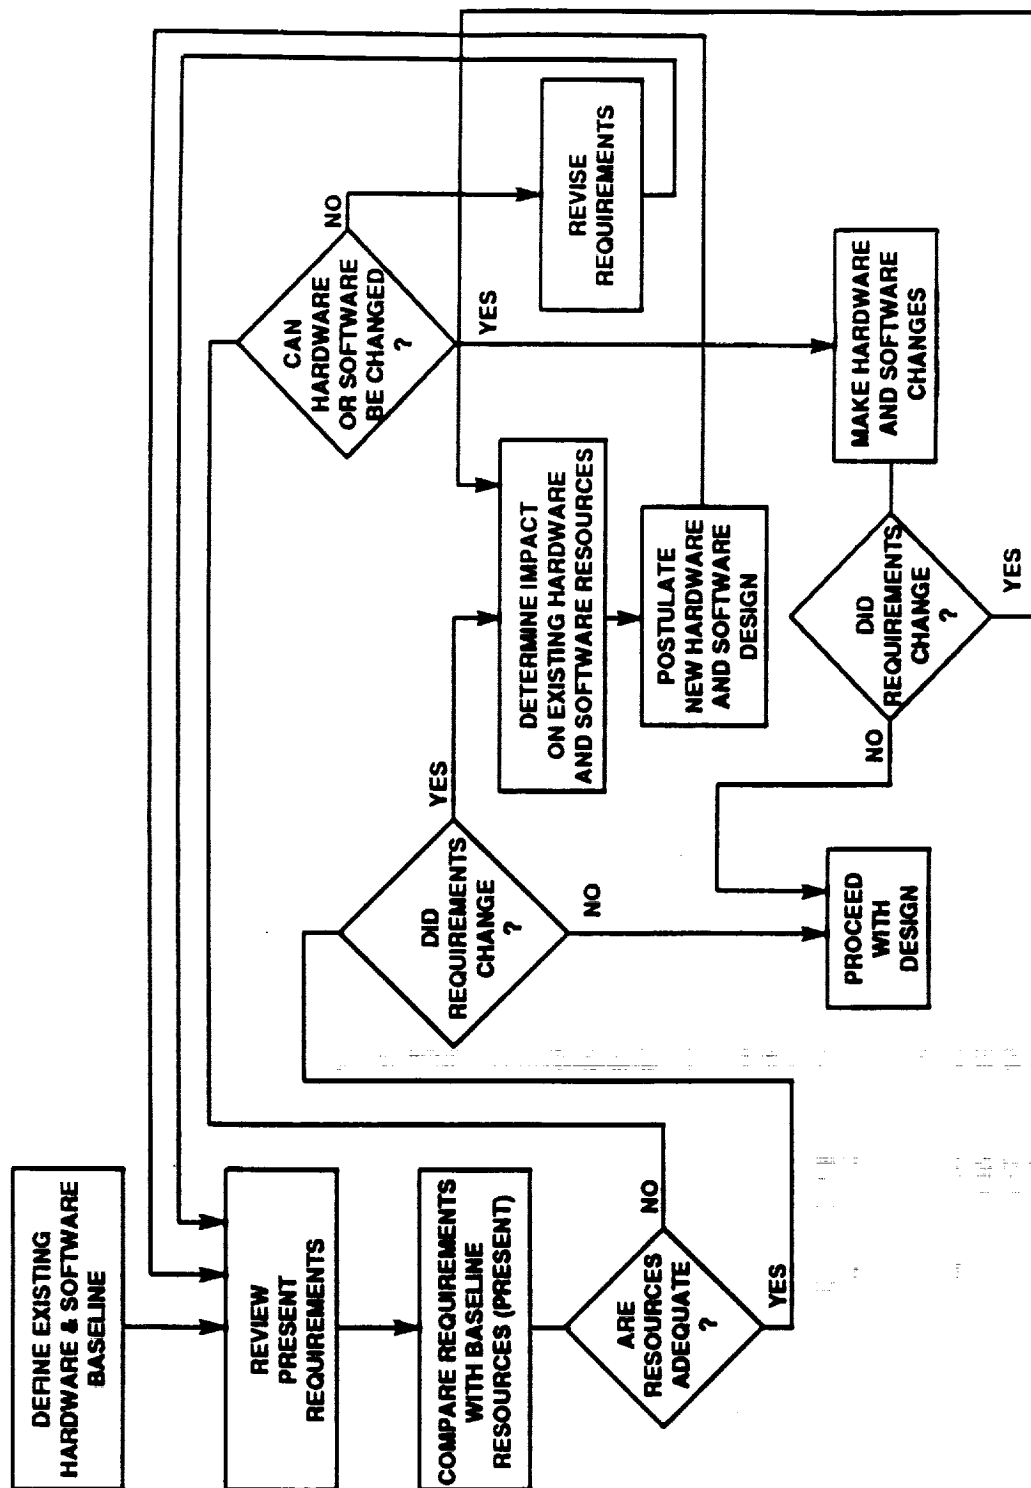 DEFINE EXISTING
HARDWARE & SOFTWARE
BASELINE
REVIEW
PRESENT
REQUIREMENTS
COMPARE REQUIREMENTS
WITH BASELINE
RESOURCES (PRESENT)
ARE
RESOURCES
ADEQUATE
?
NO
YES
DID
REQUIREMENTS
CHANGE
?
YES
NO
PROCEED
WITH
DESIGN
CAN
HARDWARE
OR SOFTWARE
BE CHANGED
?
NO
YES
REVISE
REQUIREMENTS
DETERMINE IMPACT
ON EXISTING HARDWARE
AND SOFTWARE RESOURCES
POSTULATE
NEW HARDWARE
AND SOFTWARE
DESIGN
MAKE HARDWARE
AND SOFTWARE
CHANGES
DID
REQUIREMENTS
CHANGE
?
NO
YES